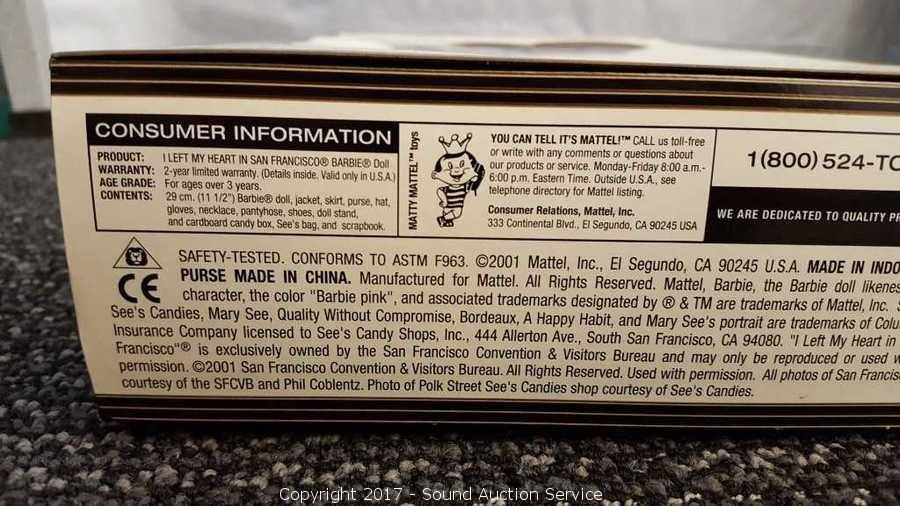 CONSUMER INFORMATION
PRODUCT: I LEFT MY HEART IN SAN FRANCISCO® BARBIE® Doll
WARRANTY: 2-year limited warranty. (Details inside. Valid only in U.S.A.)
AGE GRADE: For ages over 3 years.
CONTENTS: 29 cm. (11 1/2") Barbie® doll, jacket, skirt, purse, hat,
gloves, necklace, pantyhose, shoes, doll stand,
and cardboard candy box, See's bag, and scrapbook.
MATTY MATTEL™ toys
YOU CAN TELL IT'S MATTEL!™ CALL us toll-free
or write with any comments or questions about
our products or service. Monday-Friday 8:00 a.m.-
6:00 p.m. Eastern Time. Outside U.S.A., see
telephone directory for Mattel listing.
Consumer Relations, Mattel, Inc.
333 Continental Blvd., El Segundo, CA 90245 USA
1(800) 524-TO
WE ARE DEDICATED TO QUALITY PR
CE
SAFETY-TESTED. CONFORMS TO ASTM F963. ©2001 Mattel, Inc., El Segundo, CA 90245 U.S.A. MADE IN INDO
PURSE MADE IN CHINA. Manufactured for Mattel. All Rights Reserved. Mattel, Barbie, the Barbie doll likenes
character, the color "Barbie pink", and associated trademarks designated by ® & TM are trademarks of Mattel, Inc. S
See's Candies, Mary See, Quality Without Compromise, Bordeaux, A Happy Habit, and Mary See's portrait are trademarks of Colu
Insurance Company licensed to See's Candy Shops, Inc., 444 Allerton Ave., South San Francisco, CA 94080. "I Left My Heart in
Francisco"® is exclusively owned by the San Francisco Convention & Visitors Bureau and may only be reproduced or used w
permission. ©2001 San Francisco Convention & Visitors Bureau. All Rights Reserved. Used with permission. All photos of San Francis
courtesy of the SFCVB and Phil Coblentz. Photo of Polk Street See's Candies shop courtesy of See's Candies.
Copyright 2017 - Sound Auction Service